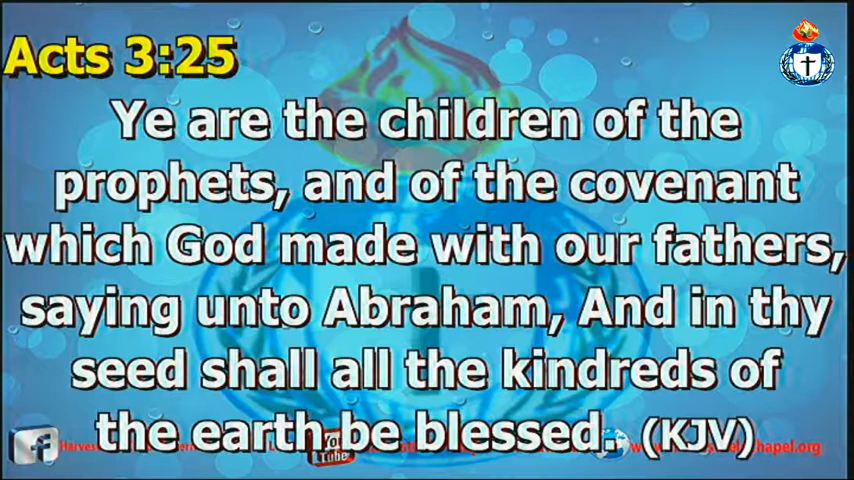 Acts 3:25
Ye are the children of the
prophets, and of the covenant
which God made with our fathers,
saying unto Abraham, And in thy
seed shall all the kindreds of
the earth be blessed. (KJV)